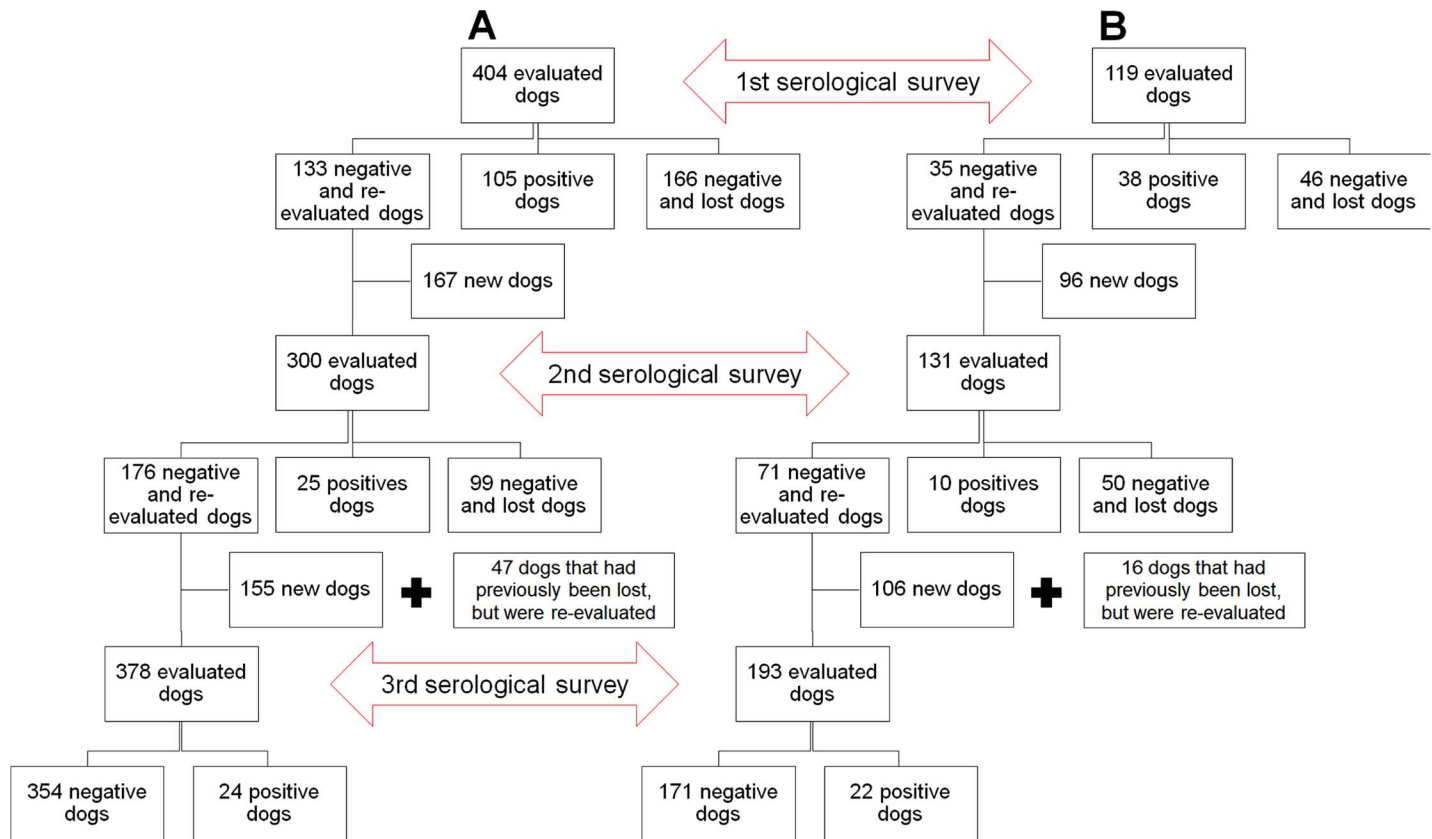 A
B
404 evaluated
dogs
1st serological survey
119 evaluated
dogs
133 negative
and re-
evaluated dogs
105 positive
dogs
166 negative
and lost dogs
35 negative
and re-
evaluated dogs
38 positive
dogs
46 negative
and lost dogs
167 new dogs
96 new dogs
300 evaluated
dogs
2nd serological survey
131 evaluated
dogs
176 negative
and re-
evaluated dogs
25 positives
dogs
99 negative
and lost dogs
71 negative
and re-
evaluated dogs
10 positives
dogs
50 negative
and lost dogs
155 new dogs
47 dogs that had
previously been lost,
but were re-evaluated
106 new dogs
16 dogs that had
previously been lost,
but were re-evaluated
378 evaluated
dogs
3rd serological survey
193 evaluated
dogs
354 negative
dogs
24 positive
dogs
171 negative
dogs
22 positive
dogs